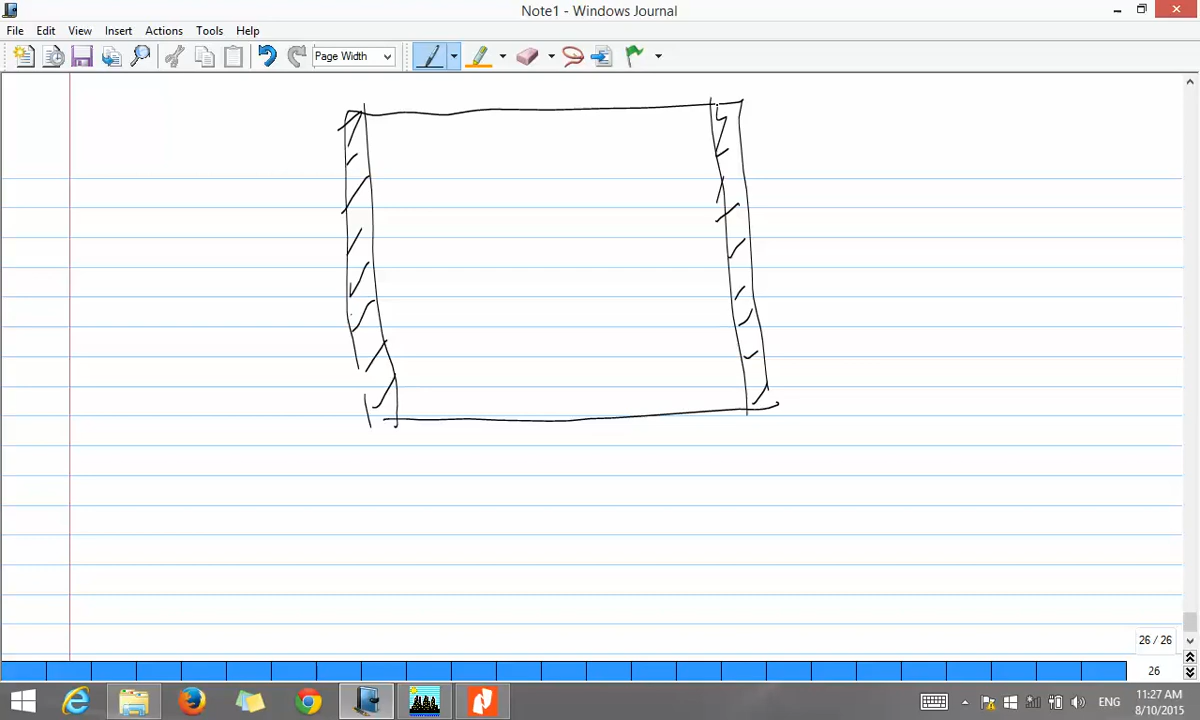 Note1 - Windows Journal
File Edit View Insert Actions Tools Help
Page Width
26 / 26
26
ENG
11:27 AM
8/10/2015